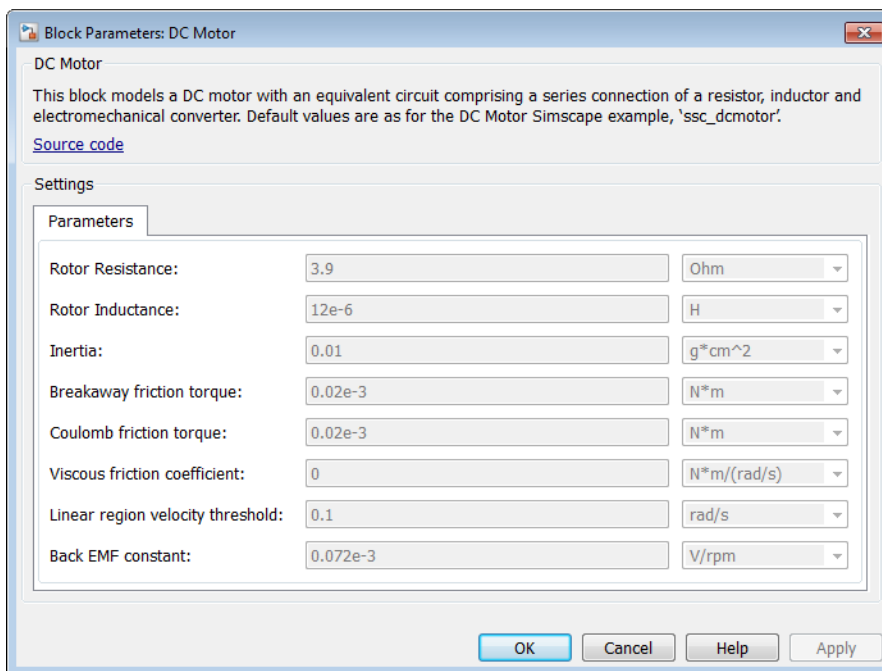 Block Parameters: DC Motor
DC Motor
This block models a DC motor with an equivalent circuit comprising a series connection of a resistor, inductor and
electromechanical converter. Default values are as for the DC Motor Simscape example, ‘ssc_dcmotor’.
Source code
Settings
Parameters
Rotor Resistance: 3.9 Ohm
Rotor Inductance: 12e-6 H
Inertia: 0.01 g*cm^2
Breakaway friction torque: 0.02e-3 N*m
Coulomb friction torque: 0.02e-3 N*m
Viscous friction coefficient: 0 N*m/(rad/s)
Linear region velocity threshold: 0.1 rad/s
Back EMF constant: 0.072e-3 V/rpm
OK Cancel Help Apply